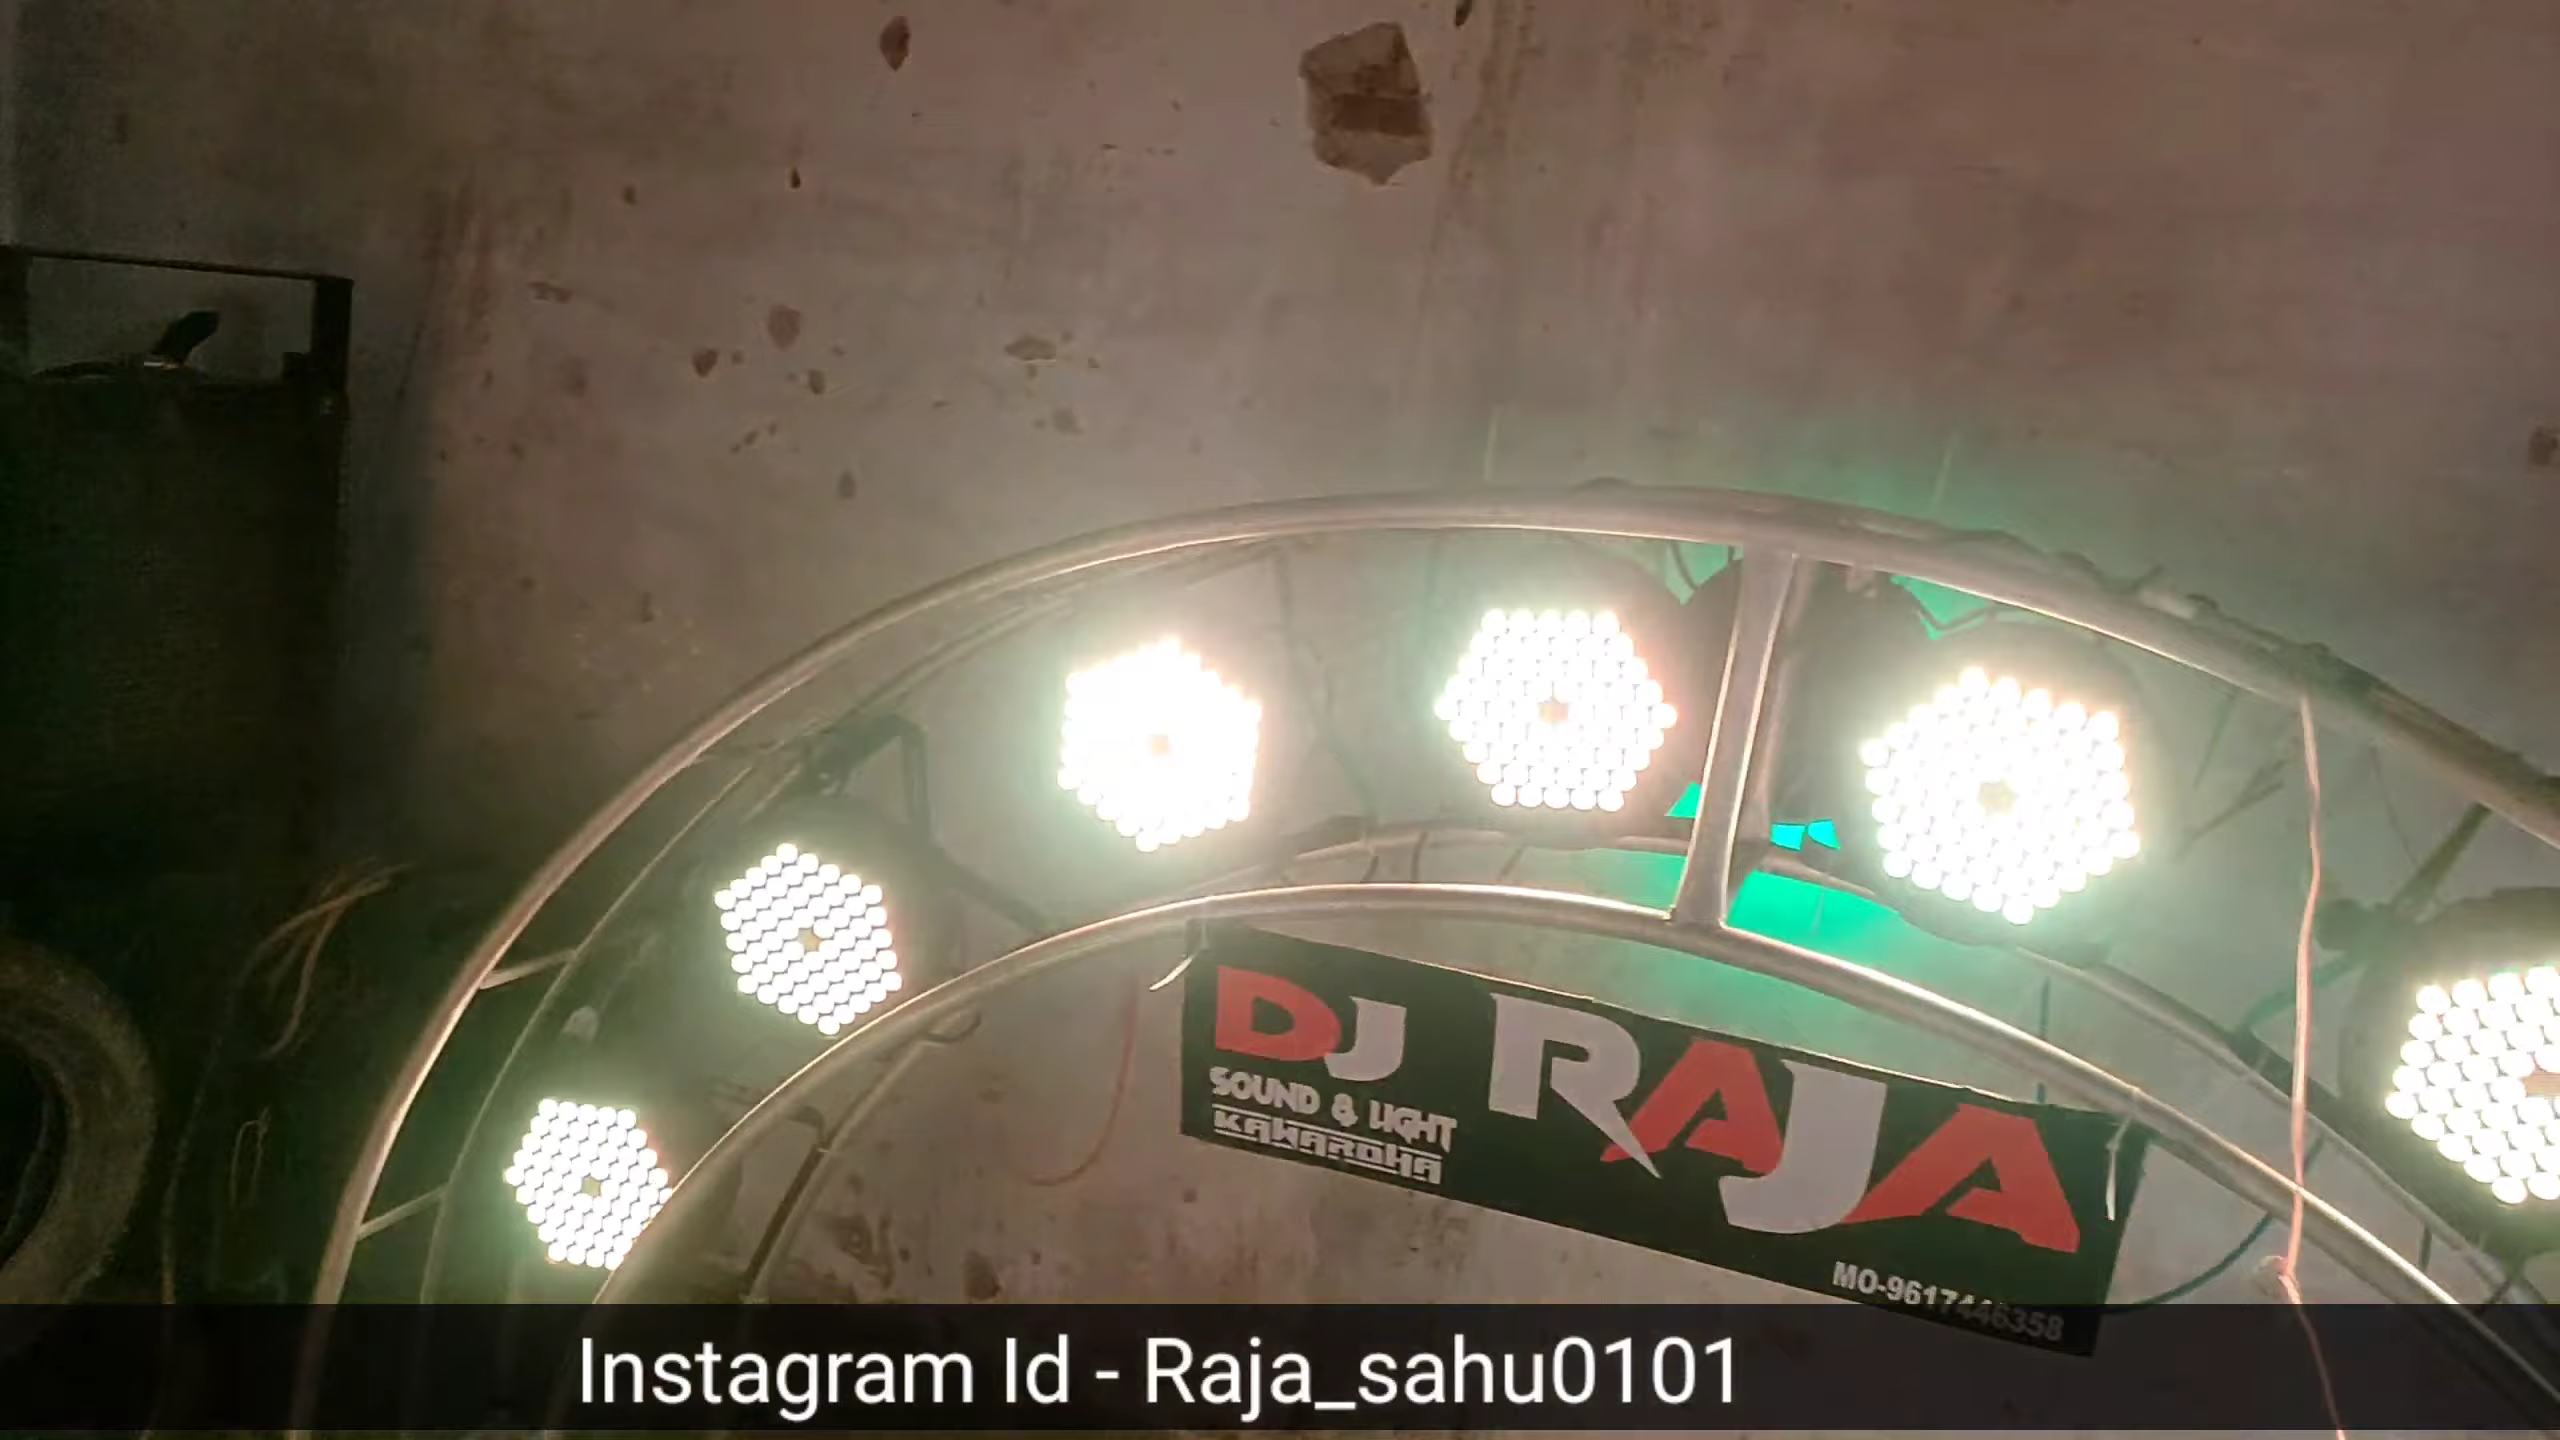 DJ RAJA
SOUND & LIGHT
KAWARDHA
MO-9617446358
Instagram Id - Raja_sahu0101